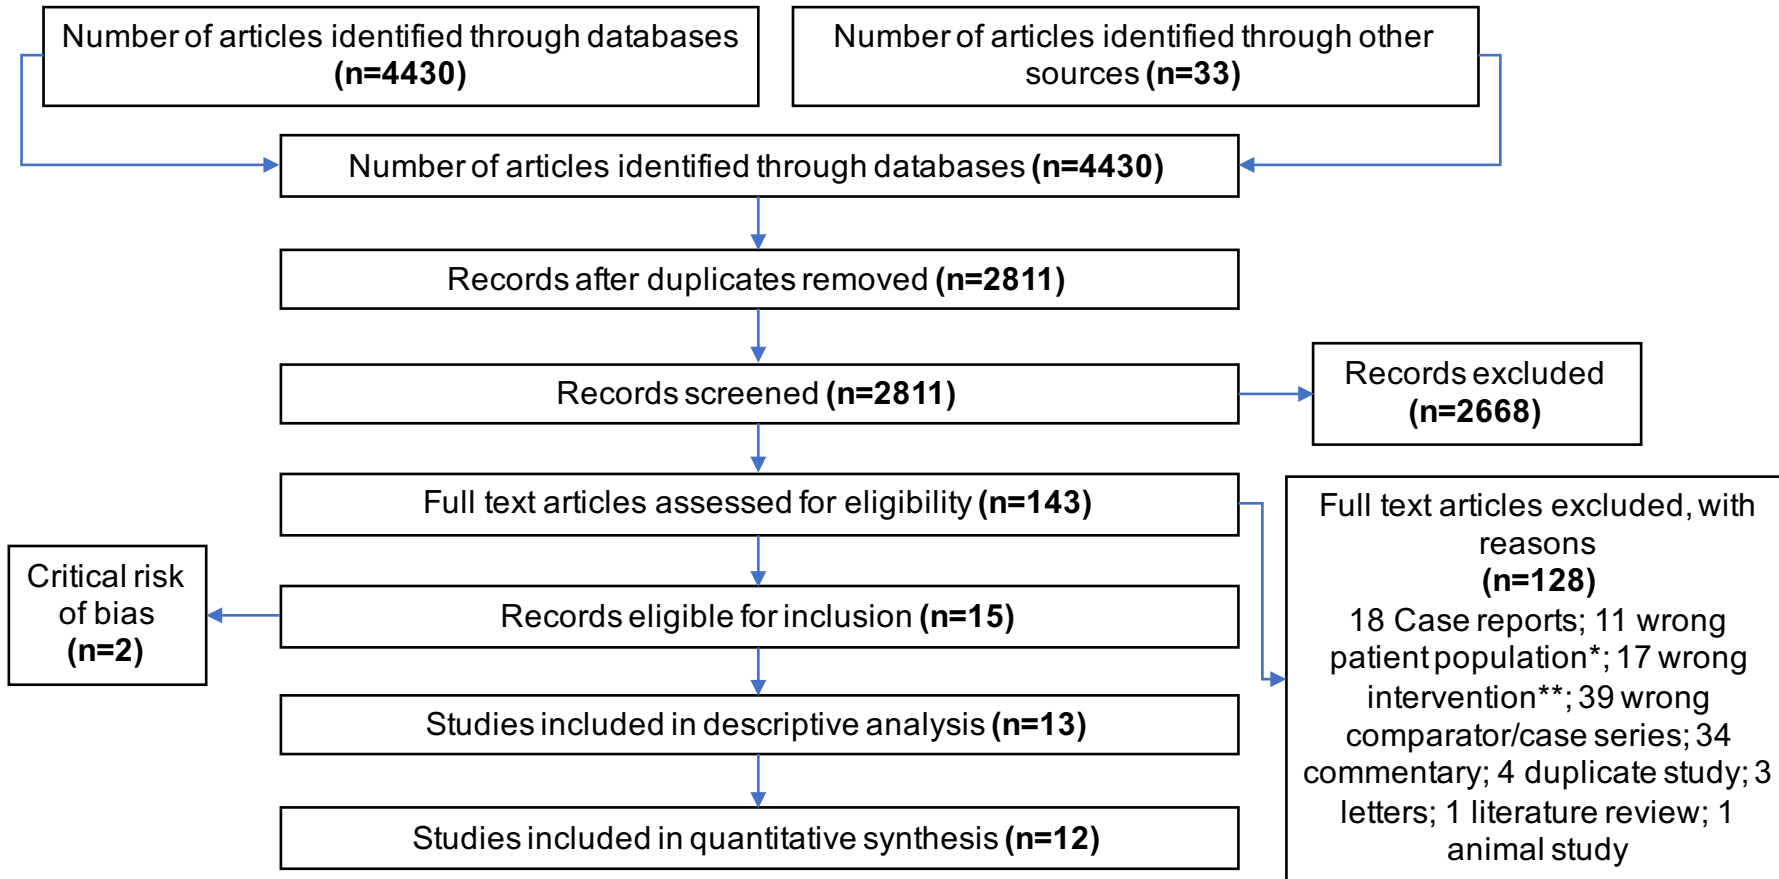 Number of articles identified through databases
(n=4430)
Number of articles identified through other
sources (n=33)
Number of articles identified through databases (n=4430)
Records after duplicates removed (n=2811)
Records screened (n=2811)
Records excluded
(n=2668)
Full text articles assessed for eligibility (n=143)
Full text articles excluded, with
reasons
(n=128)
18 Case reports; 11 wrong
patient population*; 17 wrong
intervention**; 39 wrong
comparator/case series; 34
commentary; 4 duplicate study; 3
letters; 1 literature review; 1
animal study
Critical risk
of bias
(n=2)
Records eligible for inclusion (n=15)
Studies included in descriptive analysis (n=13)
Studies included in quantitative synthesis (n=12)